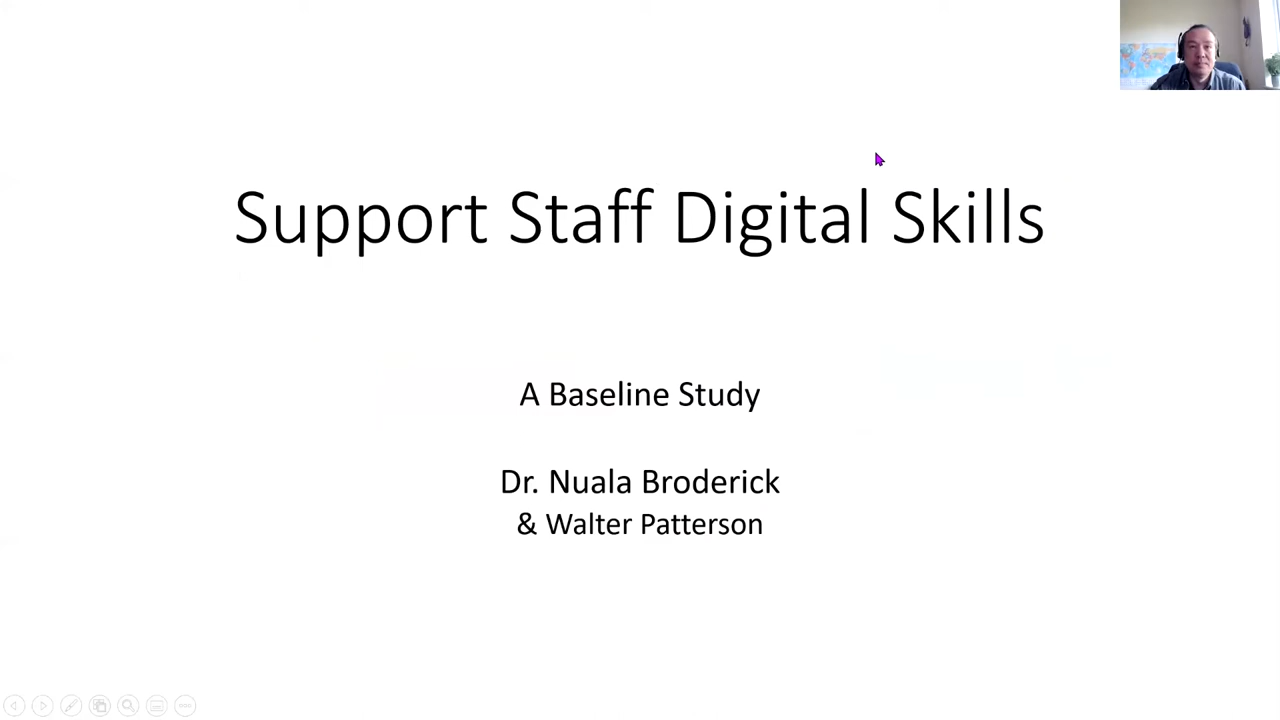 Support Staff Digital Skills
A Baseline Study
Dr. Nuala Broderick
& Walter Patterson